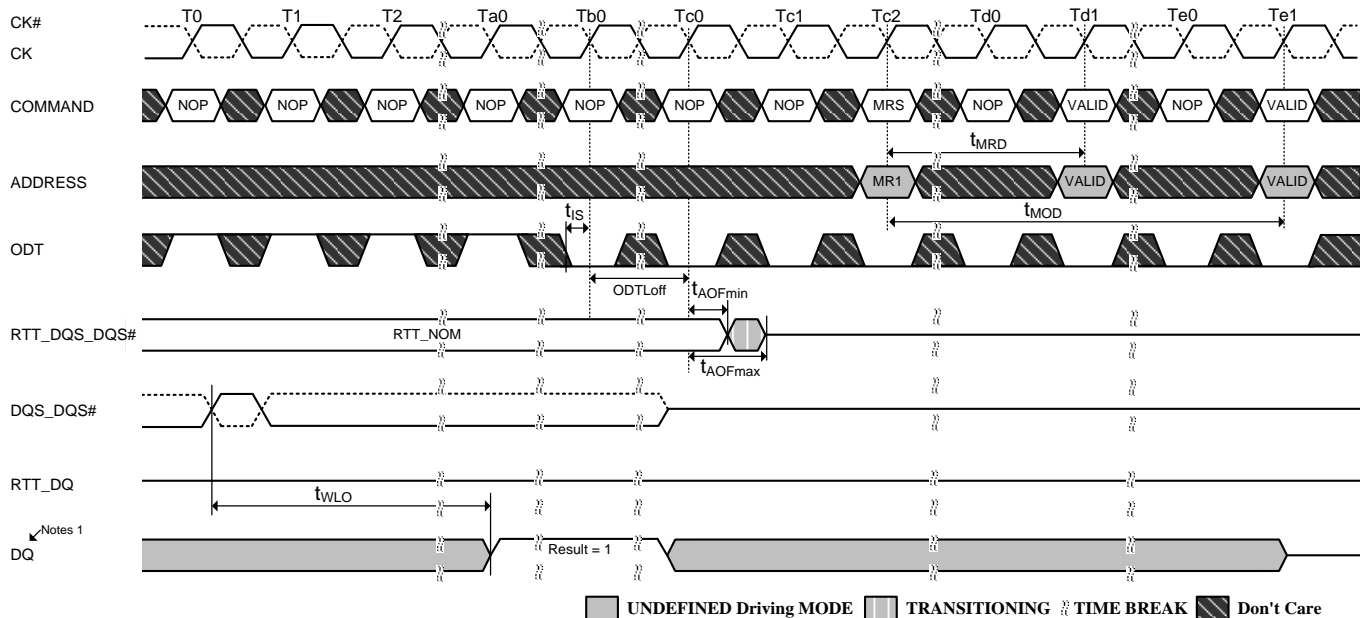 T0 T1 T2 Ta0 Tb0 Tc0 Tc1 Tc2 Td0 Td1 Te0 Te1
CK#
CK
COMMAND NOP NOP NOP NOP NOP NOP NOP MRS NOP VALID NOP VALID
tMRD
ADDRESS MR1 VALID VALID
tIS tMOD
ODT
ODTLoff tAOFmin
RTT_DQS_DQS# RTT_NOM
tAOFmax
DQS_DQS#
RTT_DQ
tWLO
Notes 1
DQ Result = 1
UNDEFINED Driving MODE TRANSITIONING TIME BREAK Don't Care